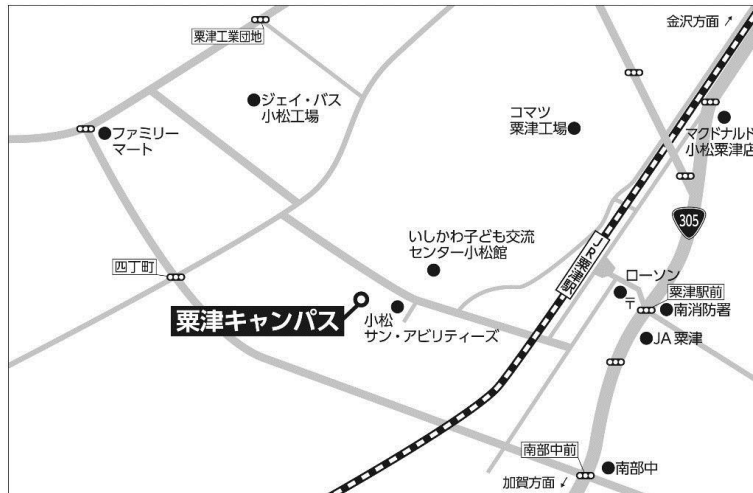 金沢方面↗
粟津工業団地
ジェイ・バス
小松工場
コマツ
粟津工場
ファミリー
マート
マクドナルド
小松粟津店
305
いしかわ子ども交流
センター小松館
JR粟津駅
四丁町
ローソン
〒
粟津駅前
粟津キャンパス
小松
サン・アビリティーズ
南消防署
JA粟津
南部中前
南部中
加賀方面↙